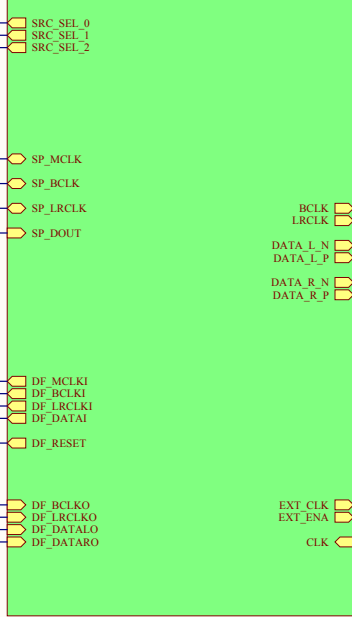 SRC_SEL_0
SRC_SEL_1
SRC_SEL_2
SP_MCLK
SP_BCLK
SP_LRCLK
SP_DOUT
BCLK
LRCLK
DATA_L_N
DATA_L_P
DATA_R_N
DATA_R_P
DF_MCLKI
DF_BCLKI
DF_LRCLKI
DF_DATAI
DF_RESET
DF_BCLKO
DF_LRCLKO
DF_DATALO
DF_DATARO
EXT_CLK
EXT_ENA
CLK